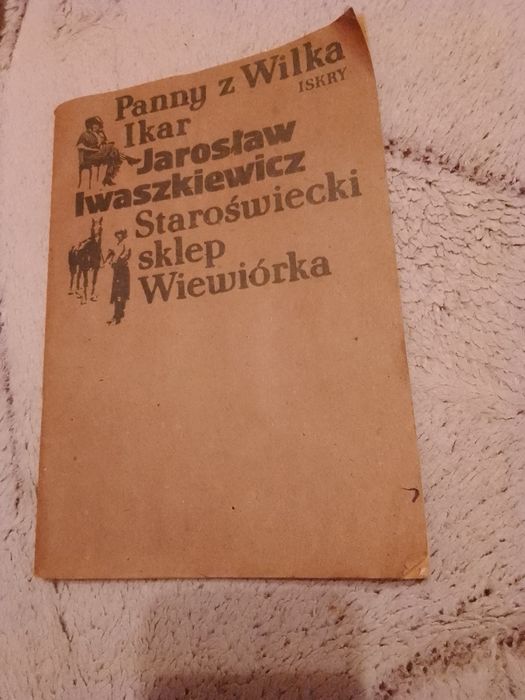 Panny z Wilka
ISKRY
Ikar
Jarosław
Iwaszkiewicz
Staroświecki
sklep
Wiewiórka